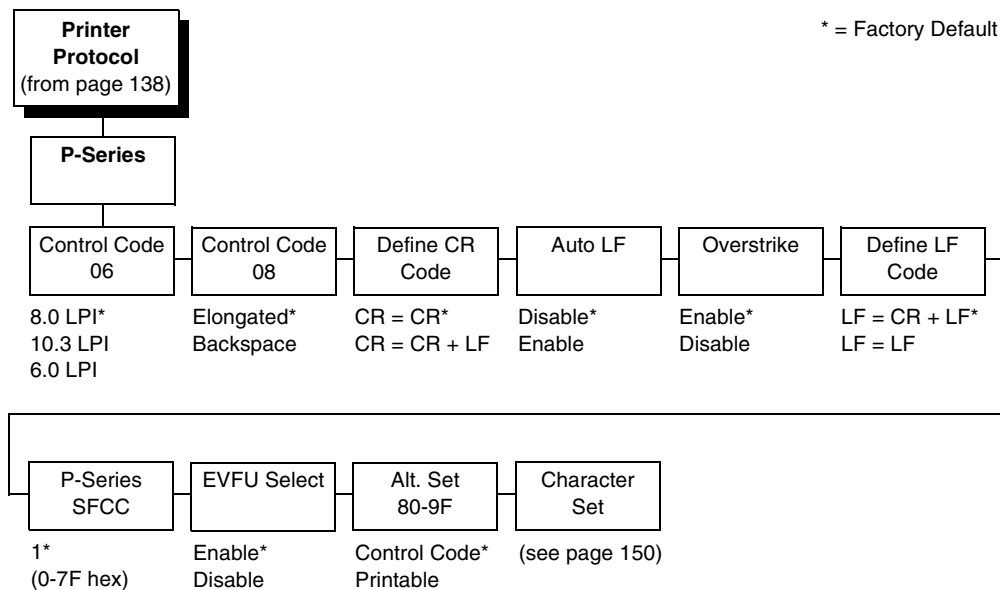 Printer
Protocol
(from page 138)
* = Factory Default
P-Series
Control Code
06
8.0 LPI*
10.3 LPI
6.0 LPI
Control Code
08
Elongated*
Backspace
Define CR
Code
CR = CR*
CR = CR + LF
Auto LF
Disable*
Enable
Overstrike
Enable*
Disable
Define LF
Code
LF = CR + LF*
LF = LF
P-Series
SFCC
1*
(0-7F hex)
EVFU Select
Enable*
Disable
Alt. Set
80-9F
Control Code*
Printable
Character
Set
(see page 150)